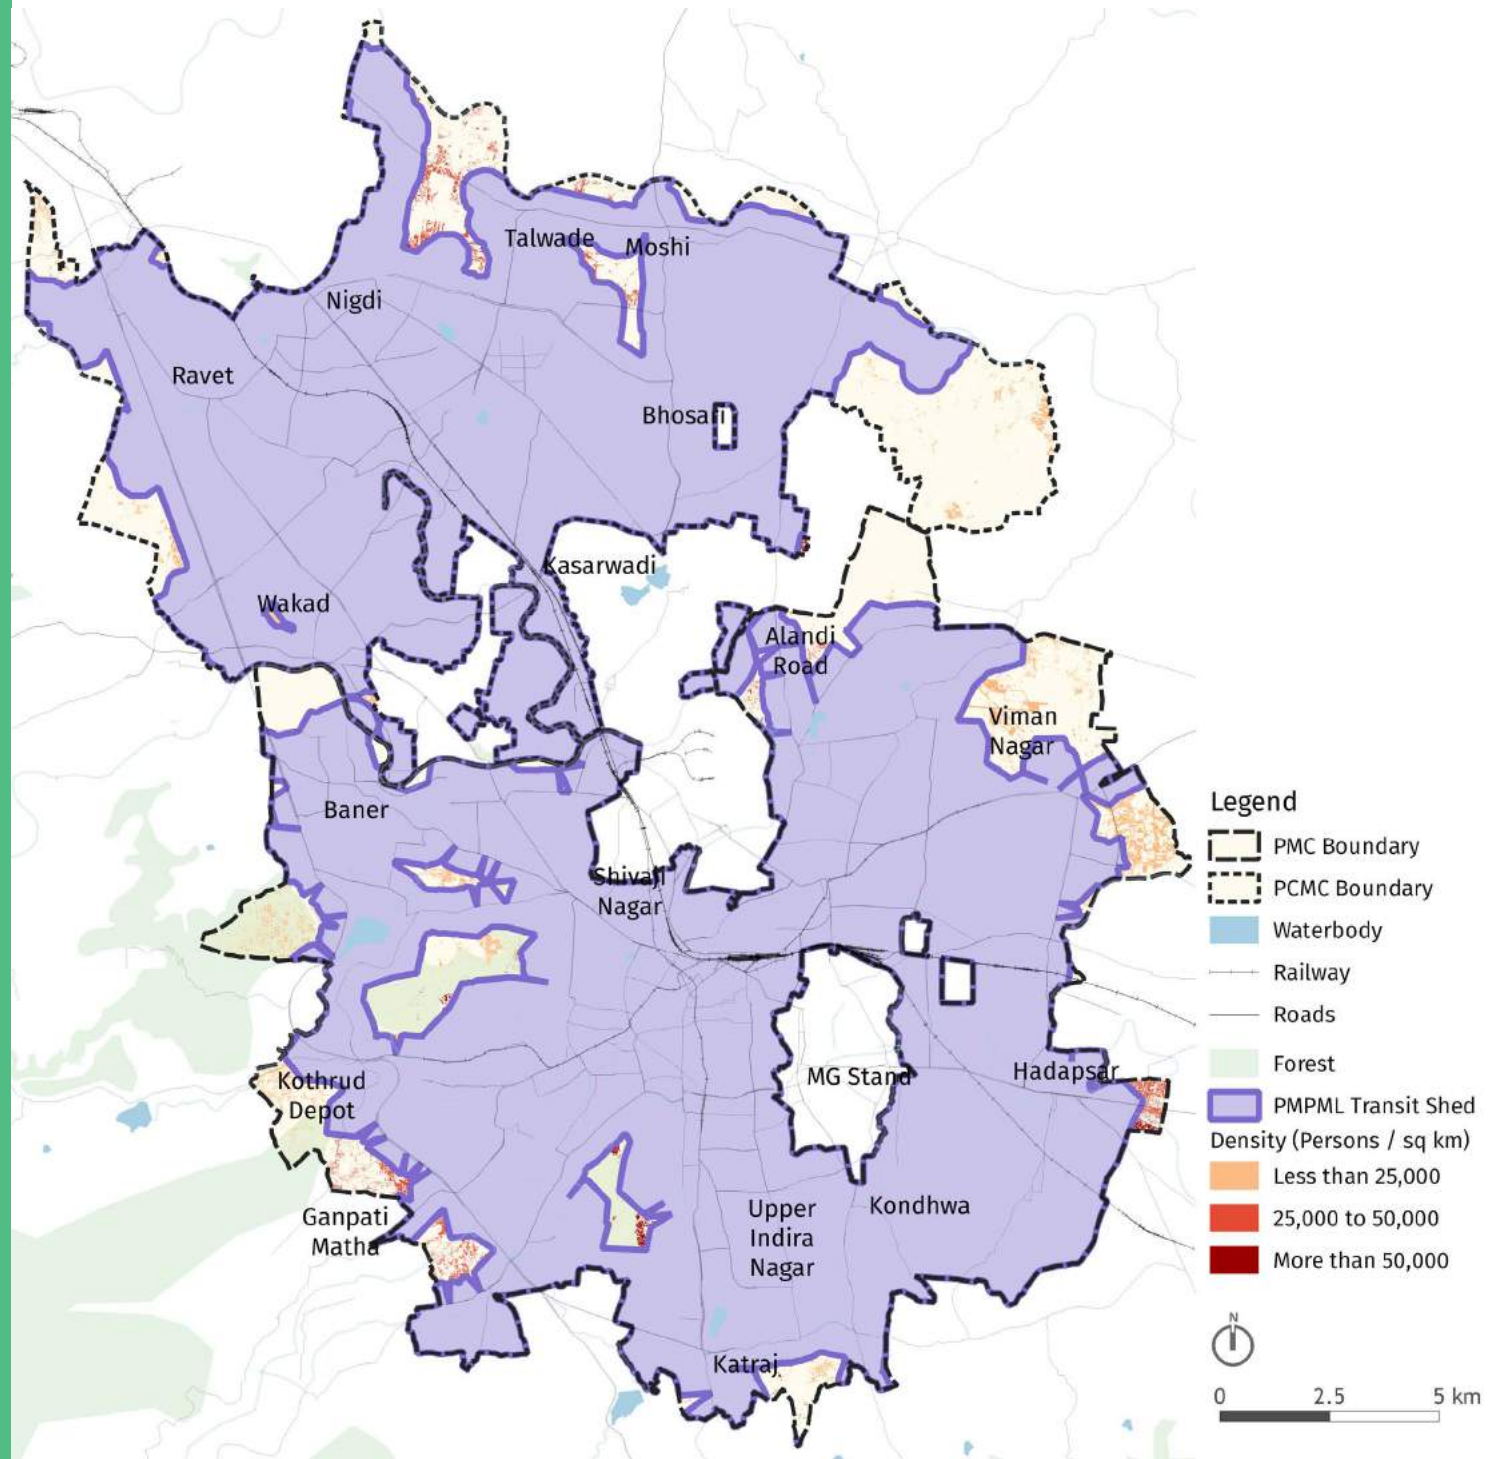 Talwade
Moshi
Nigdi
Ravet
Bhosari
Kasarwadi
Wakad
Alandi
Road
Viman
Nagar
Baner
Shivaji
Nagar
MG Stand
Hadapsar
Kothrud
Depot
Ganpati
Matha
Upper
Indira
Nagar
Kondhwa
Katraj
Legend
PMC Boundary
PCMC Boundary
Waterbody
Railway
Roads
Forest
PMPML Transit Shed
Density (Persons / sq km)
Less than 25,000
25,000 to 50,000
More than 50,000
N
0 2.5 5 km